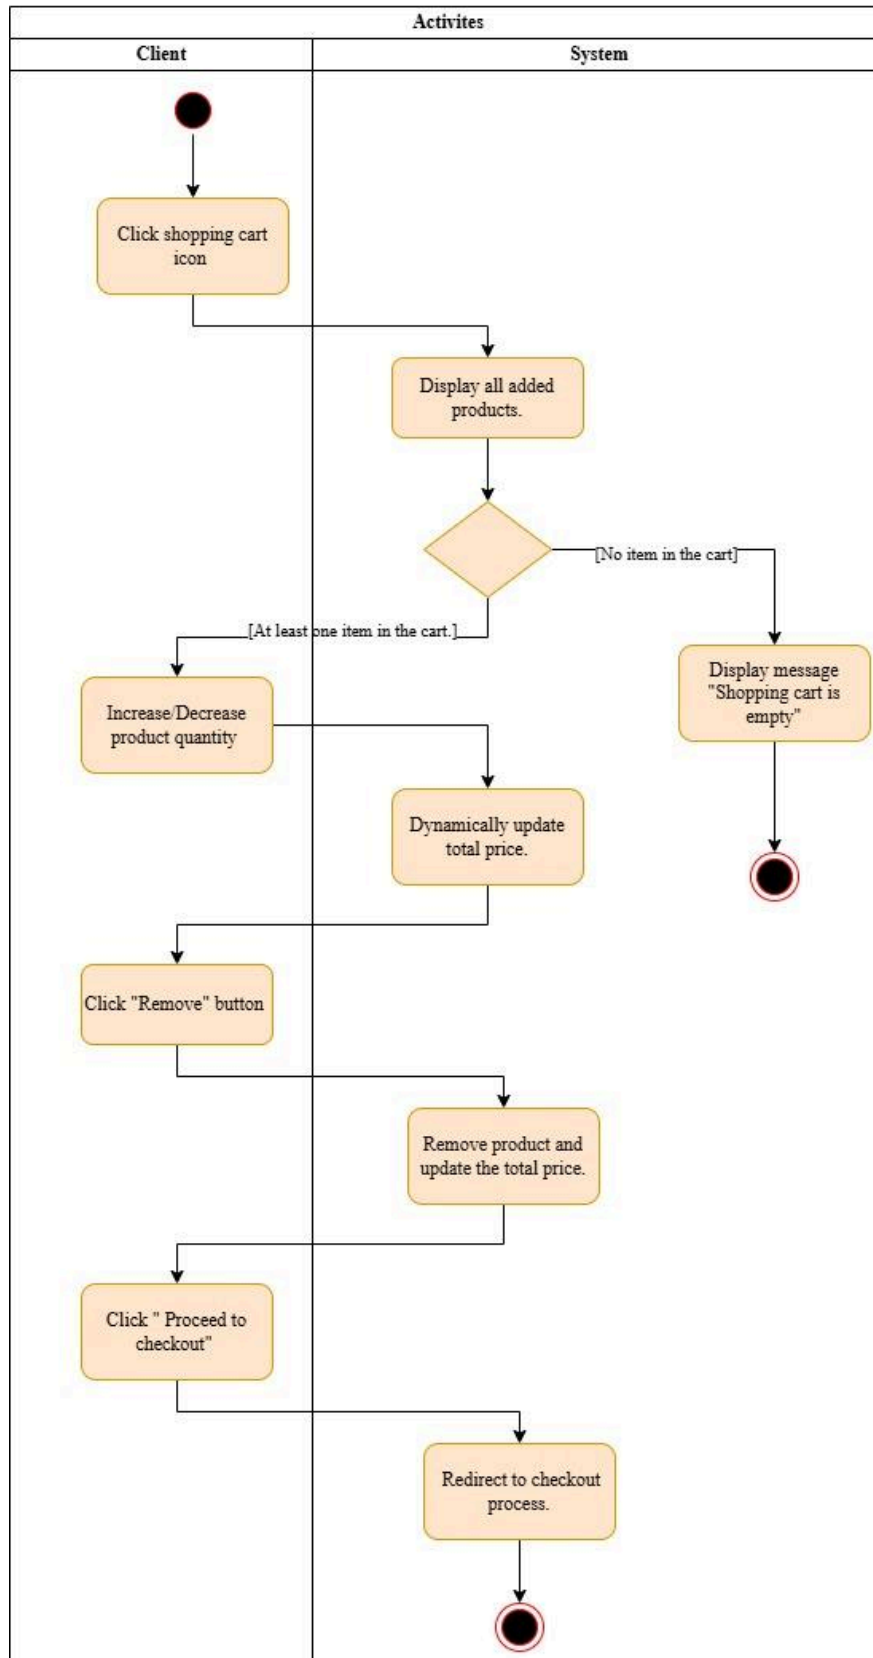 Activites
Client
System
Click shopping cart
icon
Display all added
products.
[No item in the cart]
[At least one item in the cart.]
Display message
"Shopping cart is
empty"
Increase/Decrease
product quantity
Dynamically update
total price.
Click "Remove" button
Remove product and
update the total price.
Click " Proceed to
checkout"
Redirect to checkout
process.